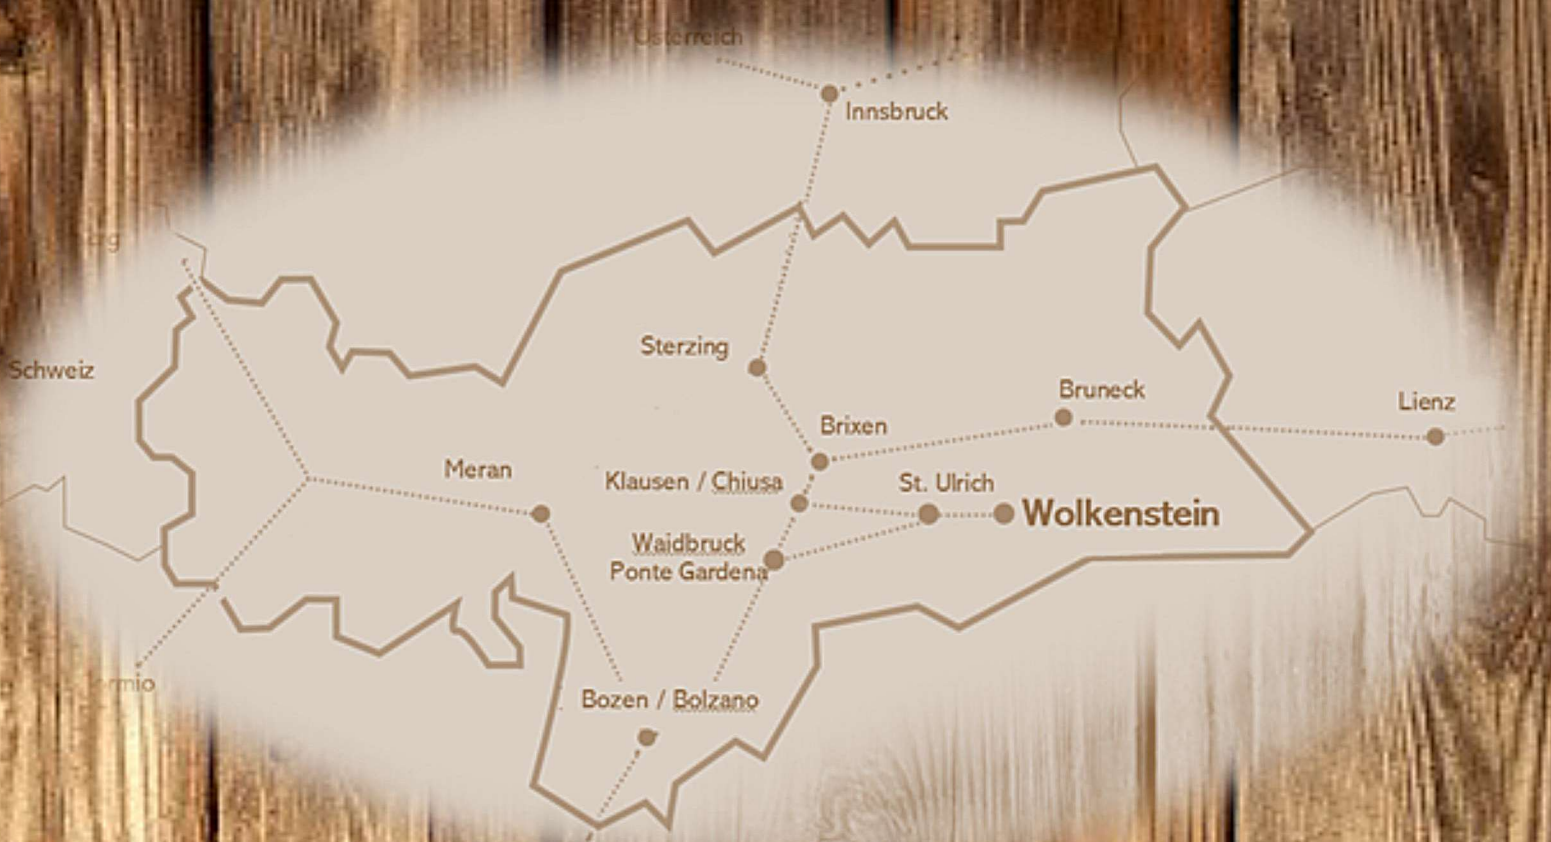 Österreich
Innsbruck
Schweiz
Sterzing
Bruneck
Lienz
Brixen
Meran
Klausen / Chiusa
St. Ulrich
Wolkenstein
Waidbruck
Ponte Gardena
Bozen / Bolzano